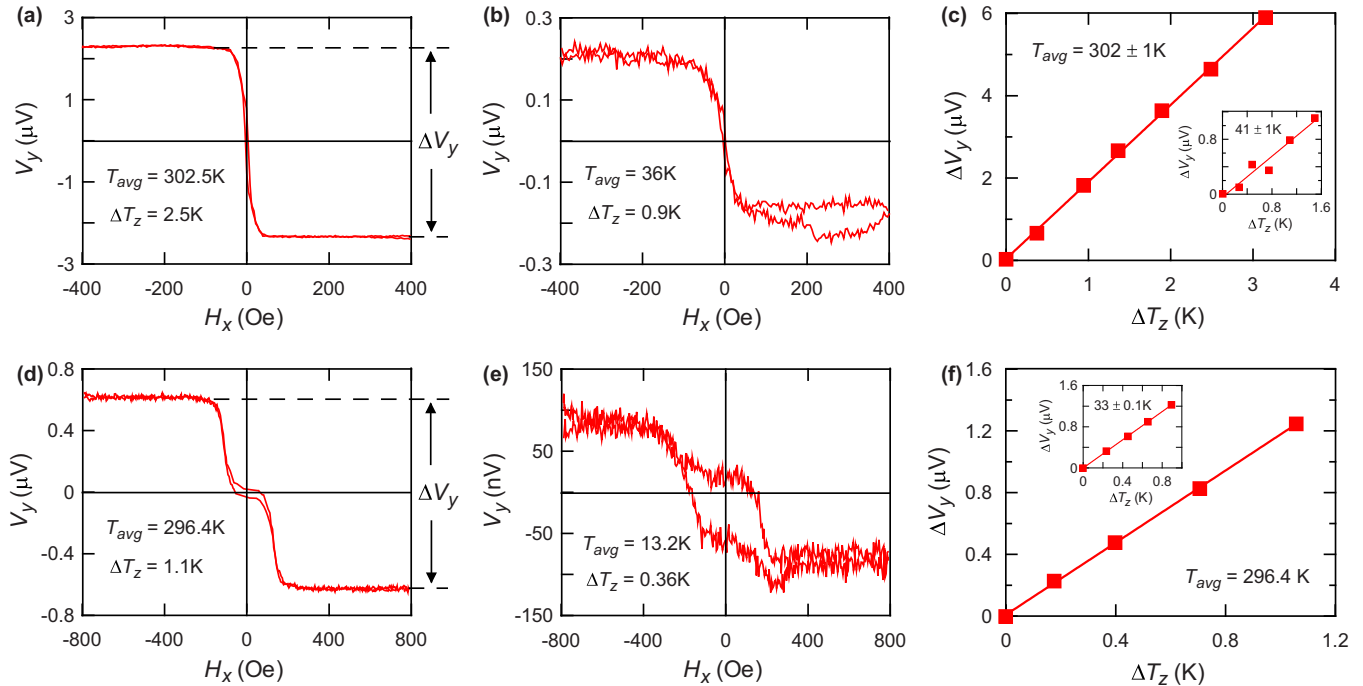 (a)
3
1
-1
-3
V_y (μV)
T_avg = 302.5K
ΔT_z = 2.5K
ΔV_y
-400 -200 0 200 400
H_x (Oe)
(b)
0.3
0.1
-0.1
-0.3
V_y (μV)
T_avg = 36K
ΔT_z = 0.9K
-400 -200 0 200 400
H_x (Oe)
(c)
6
4
2
0
ΔV_y (μV)
T_avg = 302 ± 1K
0 1 2 3 4
ΔT_z (K)
41 ± 1K
0.8
0
ΔV_y (μV)
0 0.8 1.6
ΔT_z (K)
(d)
0.8
0.4
0
-0.4
-0.8
V_y (μV)
T_avg = 296.4K
ΔT_z = 1.1K
ΔV_y
-800 -400 0 400 800
H_x (Oe)
(e)
150
50
-50
-150
V_y (nV)
T_avg = 13.2K
ΔT_z = 0.36K
-800 -400 0 400 800
H_x (Oe)
(f)
1.6
1.2
0.8
0.4
0
ΔV_y (μV)
T_avg = 296.4 K
0 0.4 0.8 1.2
ΔT_z (K)
33 ± 0.1K
1.6
0.8
0
ΔV_y (μV)
0 0.4 0.8
ΔT_z (K)